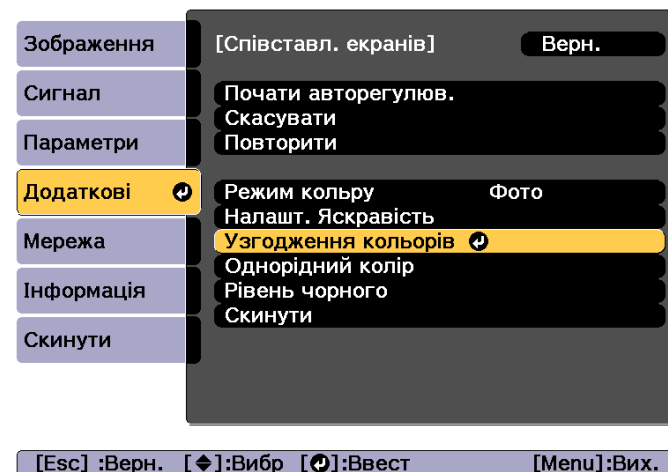 Зображення
Сигнал
Параметри
Додаткові
Мережа
Інформація
Скинути
[Співставл. екранів] Верн.
Почати авторегулюв.
Скасувати
Повторити
Режим кольру Фото
Налашт. Яскравість
Узгодження кольорів
Однорідний колір
Рівень чорного
Скинути
[Esc] :Верн. [◆]:Вибр [↵]:Ввест [Menu]:Вих.